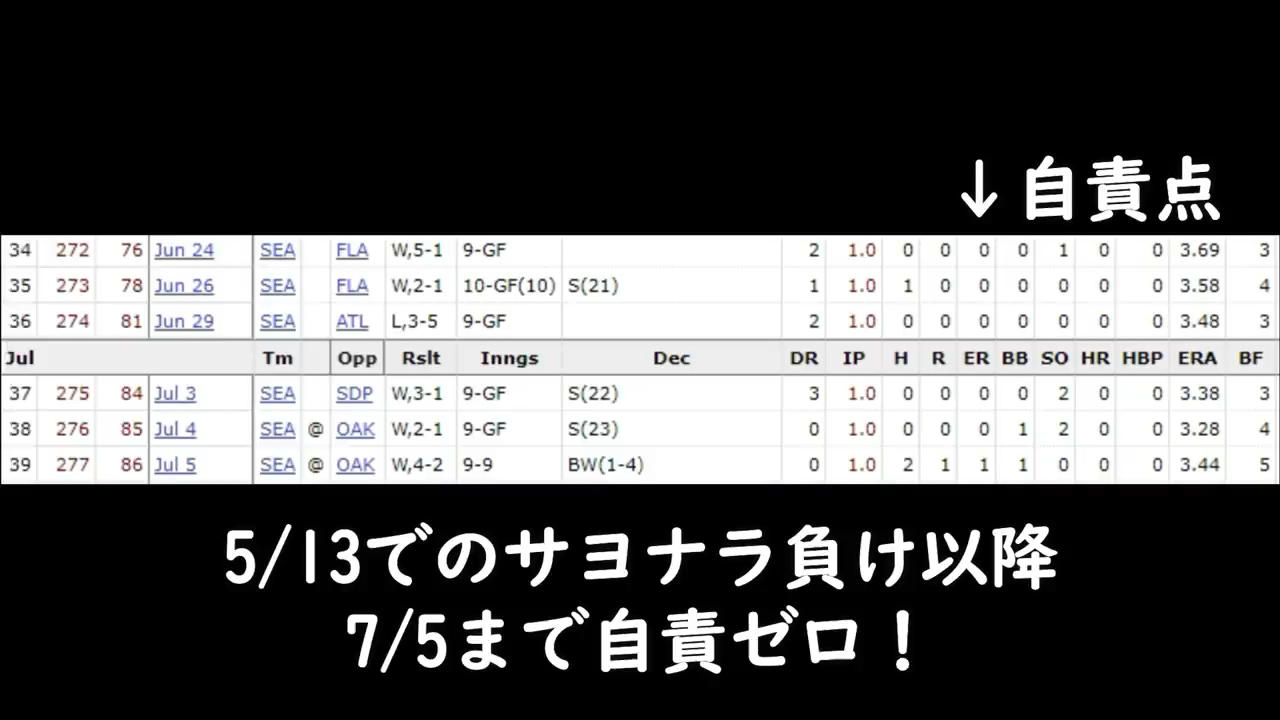 ↓自責点
34 272 76 Jun 24 SEA FLA W,5-1 9-GF 2 1.0 0 0 0 0 1 0 0 3.69 3
35 273 78 Jun 26 SEA FLA W,2-1 10-GF(10) S(21) 1 1.0 1 0 0 0 0 0 0 3.58 4
36 274 81 Jun 29 SEA ATL L,3-5 9-GF 2 1.0 0 0 0 0 0 0 0 3.48 3
Jul Tm Opp Rslt Inngs Dec DR IP H R ER BB SO HR HBP ERA BF
37 275 84 Jul 3 SEA SDP W,3-1 9-GF S(22) 3 1.0 0 0 0 0 2 0 0 3.38 3
38 276 85 Jul 4 SEA @ OAK W,2-1 9-GF S(23) 0 1.0 0 0 0 1 2 0 0 3.28 4
39 277 86 Jul 5 SEA @ OAK W,4-2 9-9 BW(1-4) 0 1.0 2 1 1 1 0 0 0 3.44 5
5/13でのサヨナラ負け以降
7/5まで自責ゼロ！